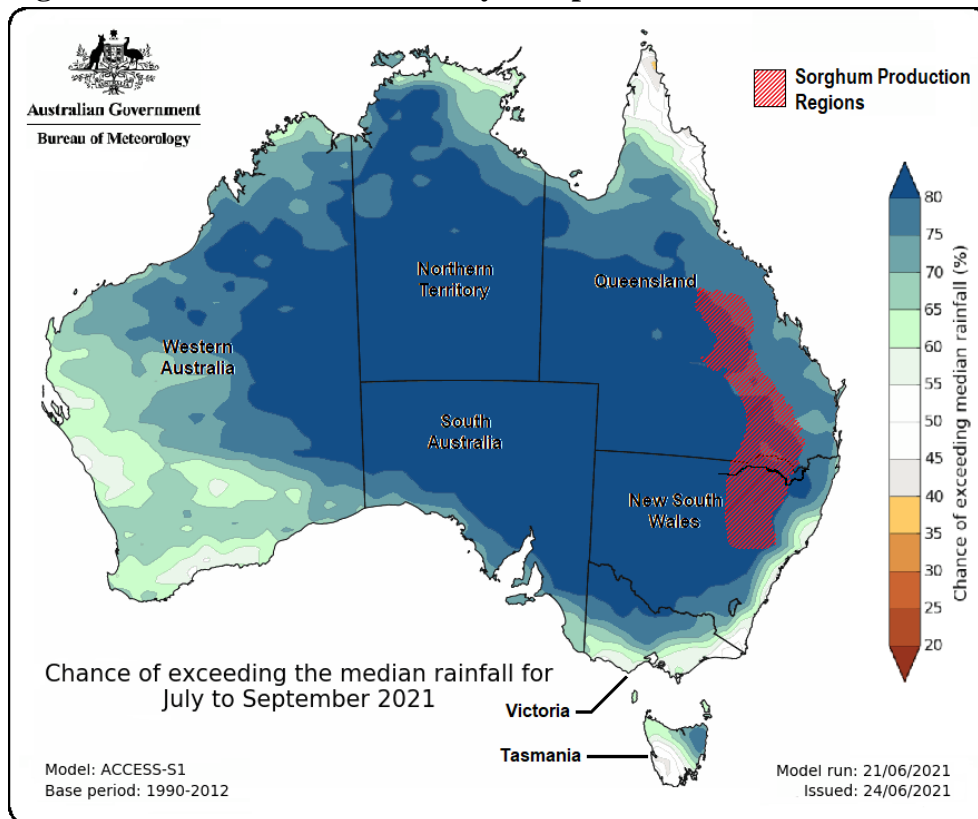 Australian Government
Bureau of Meteorology
Sorghum Production
Regions
Northern
Territory
Queensland
Western
Australia
South
Australia
New South
Wales
80
75
70
65
60
55
50
45
40
35
30
25
20
Chance of exceeding median rainfall (%)
Chance of exceeding the median rainfall for
July to September 2021
Victoria
Tasmania
Model: ACCESS-S1
Base period: 1990-2012
Model run: 21/06/2021
Issued: 24/06/2021